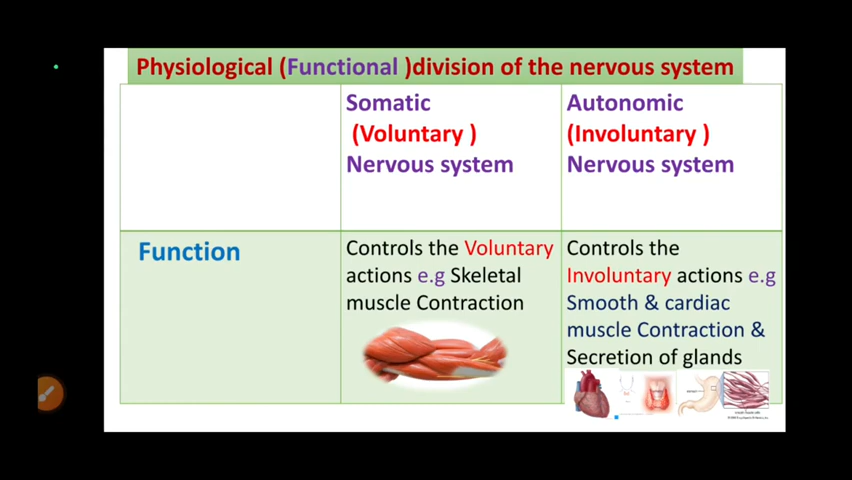 Physiological (Functional )division of the nervous system
Somatic
(Voluntary )
Nervous system
Autonomic
(Involuntary )
Nervous system
Function
Controls the Voluntary
actions e.g Skeletal
muscle Contraction
Controls the
Involuntary actions e.g
Smooth & cardiac
muscle Contraction &
Secretion of glands